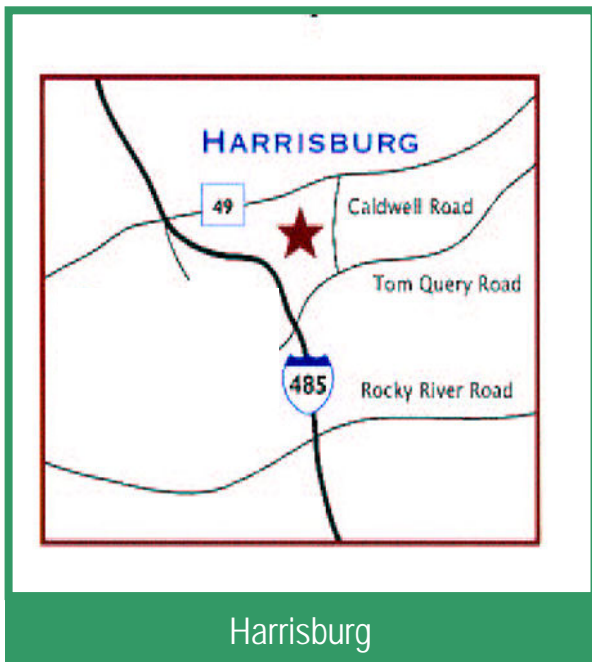 HARRISBURG
49
Caldwell Road
Tom Query Road
485
Rocky River Road
Harrisburg